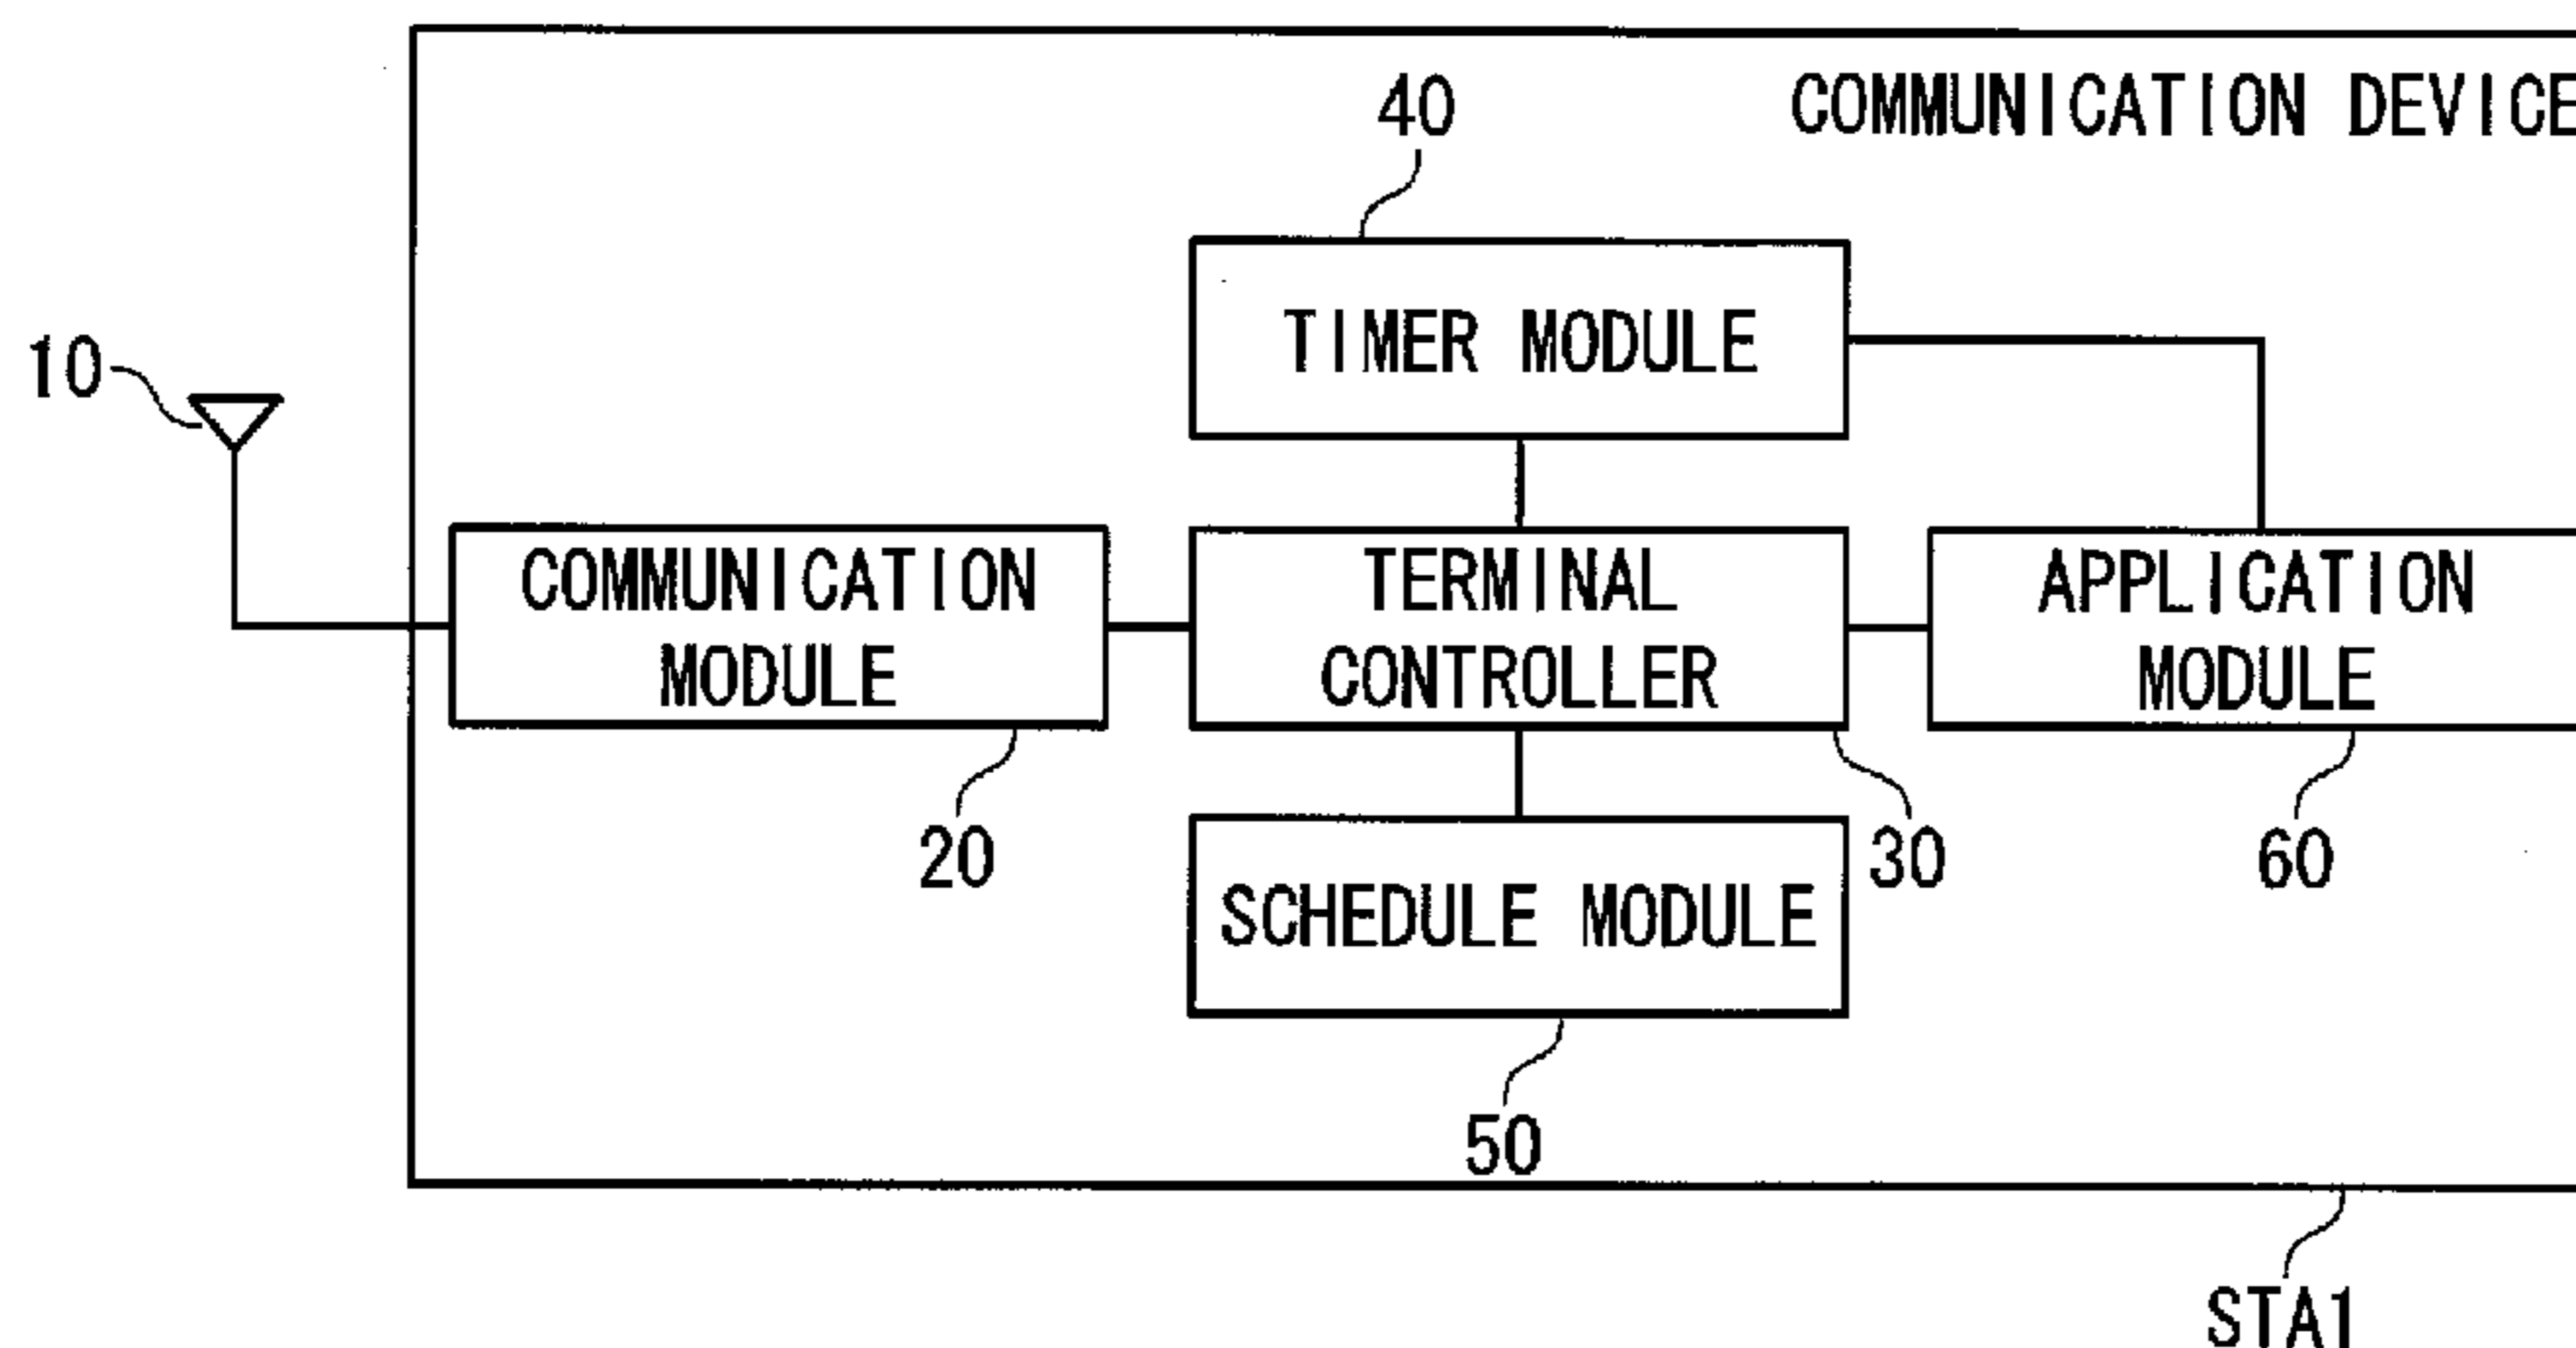 COMMUNICATION DEVICE
40
TIMER MODULE
10
COMMUNICATION
MODULE
TERMINAL
CONTROLLER
APPLICATION
MODULE
20
30
60
SCHEDULE MODULE
50
STA1